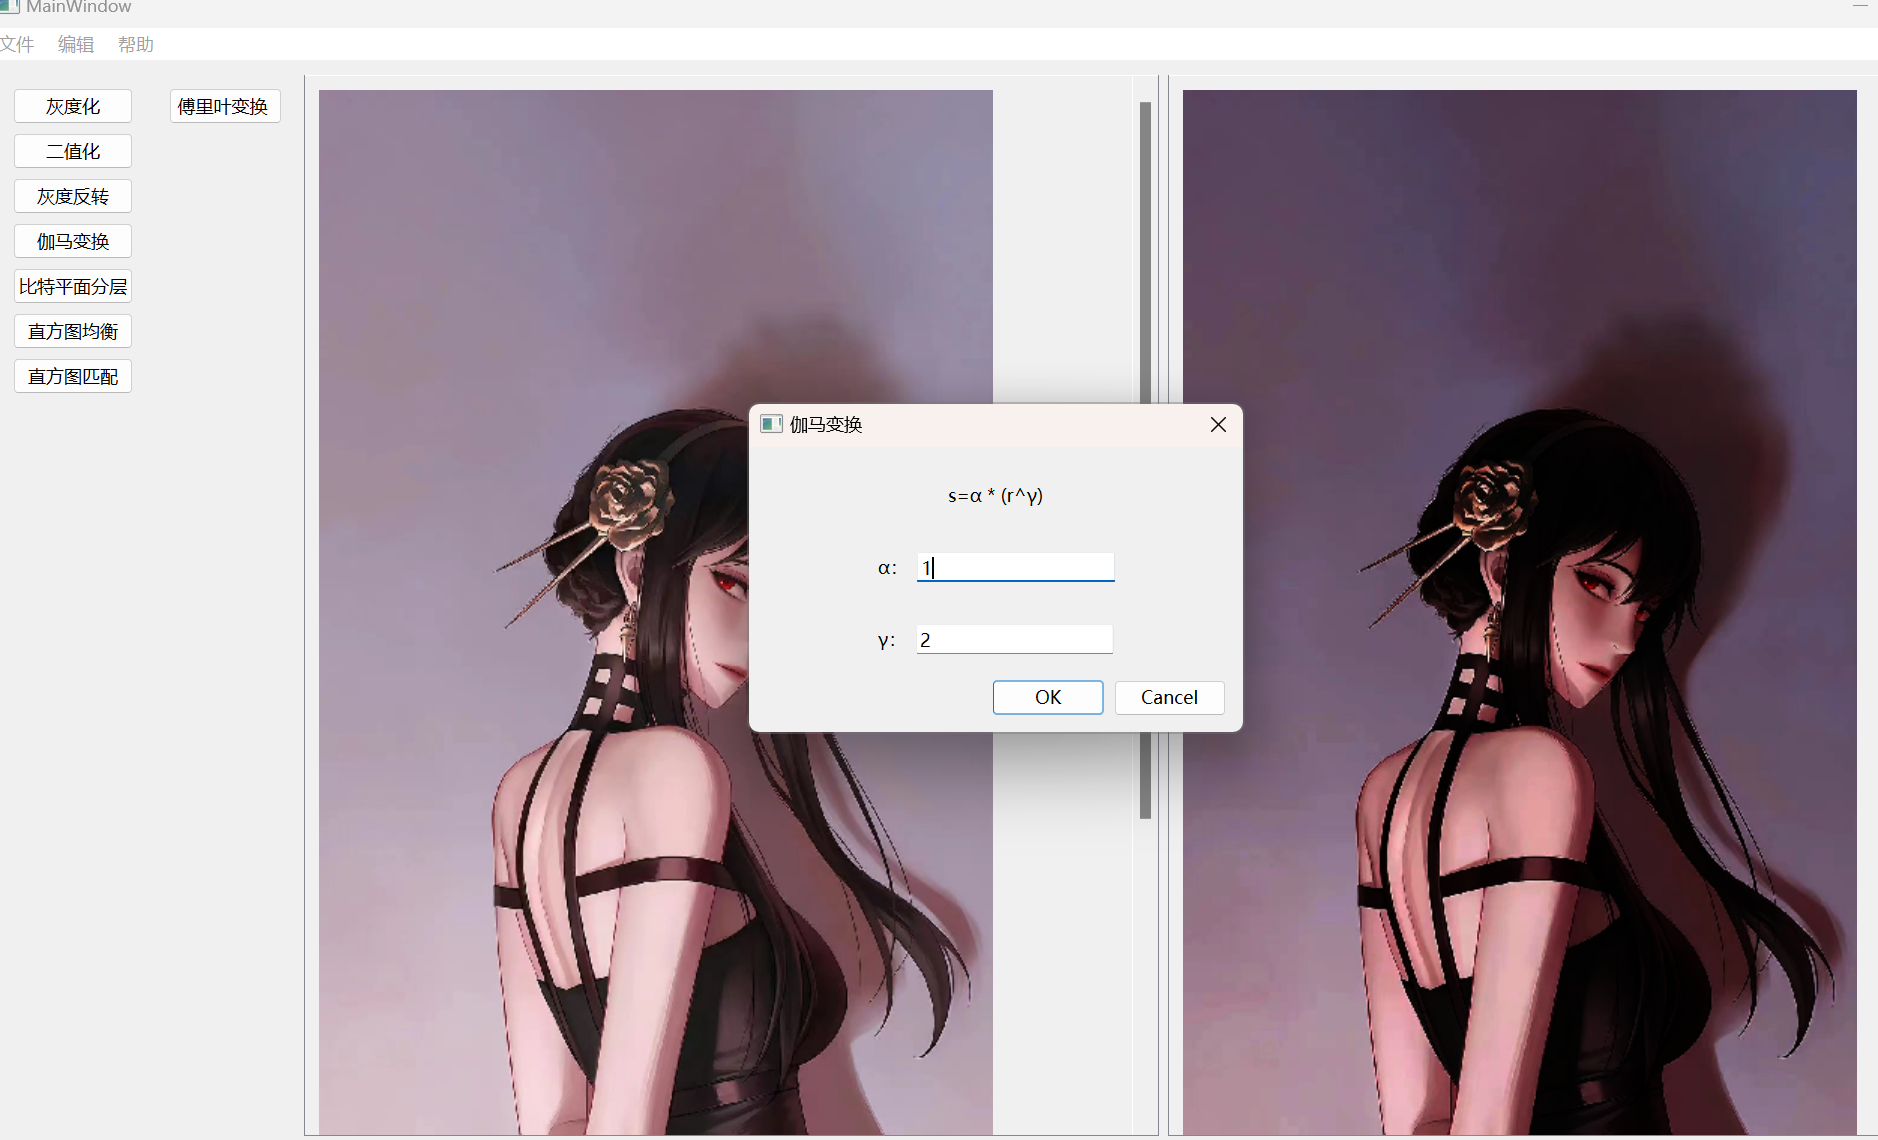 MainWindow
文件 编辑 帮助
灰度化 傅里叶变换
二值化
灰度反转
伽马变换
比特平面分层
直方图均衡
直方图匹配
伽马变换
s=α * (r^γ)
α: 1
γ: 2
OK Cancel